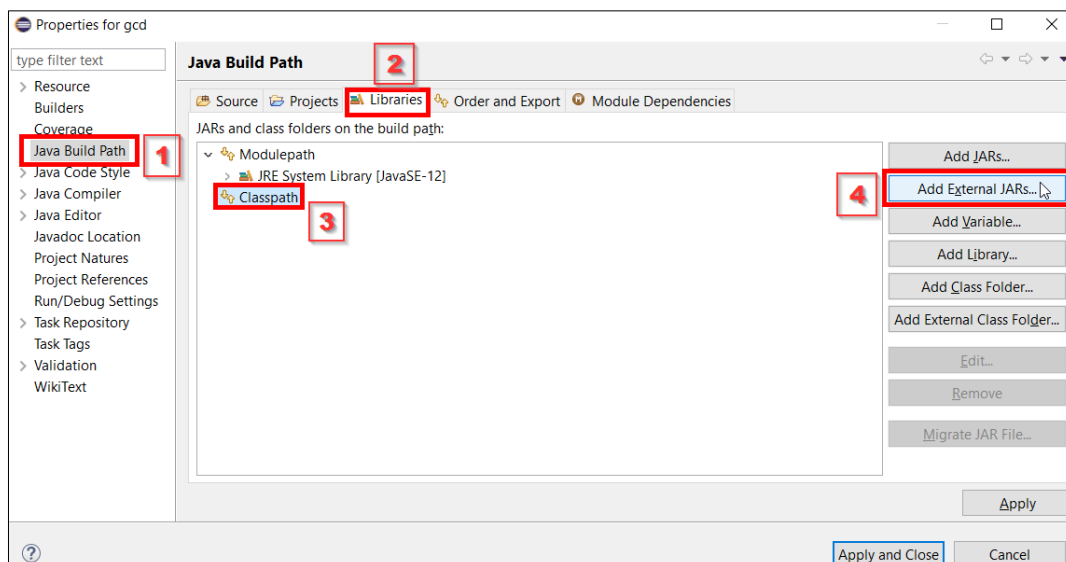 Properties for gcd
type filter text
Resource
Builders
Coverage
Java Build Path
1
Java Code Style
Java Compiler
Java Editor
Javadoc Location
Project Natures
Project References
Run/Debug Settings
Task Repository
Task Tags
Validation
WikiText
Java Build Path
2
Source Projects Libraries Order and Export Module Dependencies
JARs and class folders on the build path:
Modulepath
JRE System Library [JavaSE-12]
Classpath
3
Add JARs...
4
Add External JARs...
Add Variable...
Add Library...
Add Class Folder...
Add External Class Folder...
Edit...
Remove
Migrate JAR File...
Apply
?
Apply and Close Cancel